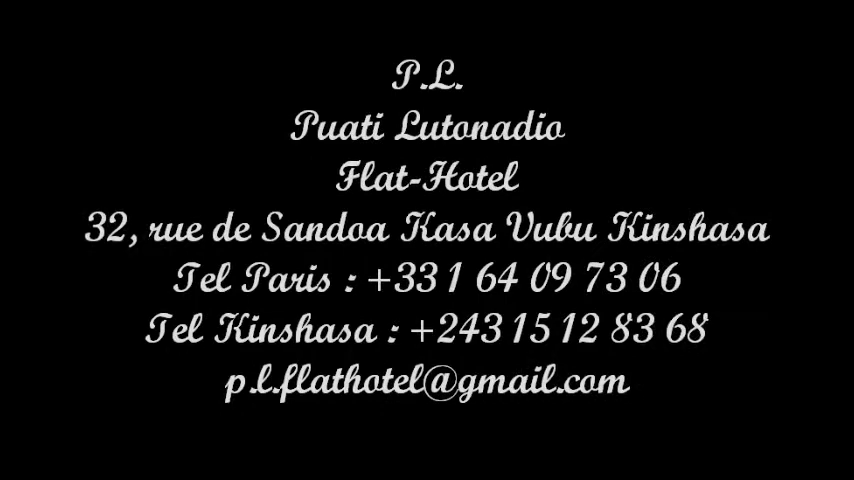 P.L.
Puati Lutonadio
Flat-Hotel
32, rue de Sandoa Kasa Vubu Kinshasa
Tel Paris : +33 1 64 09 73 06
Tel Kinshasa : +243 15 12 83 68
p.l.flathotel@gmail.com